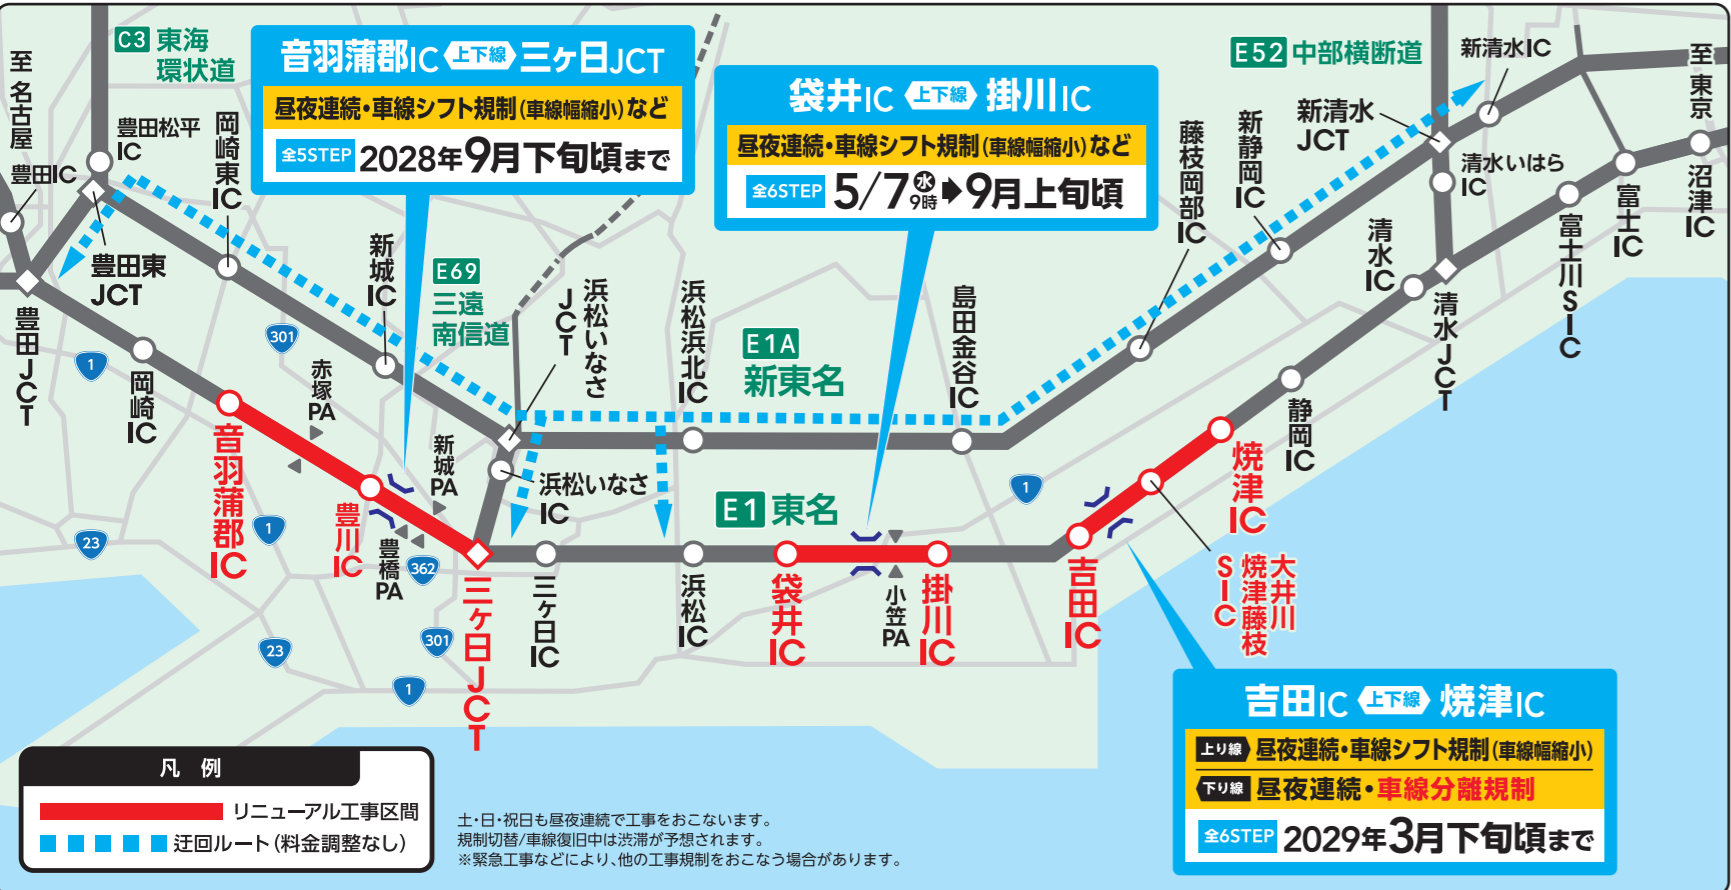 至 名古屋
C3 東海
環状道
豊田松平
IC
豊田IC
岡崎東IC
豊田東
JCT
豊田JCT
岡崎IC
新城IC
E69
三遠
南信道
浜松いなさ
JCT
浜松いなさ
IC
浜松浜北IC
E1A
新東名
島田金谷IC
藤枝岡部IC
新静岡IC
新清水
JCT
E52 中部横断道
新清水IC
至 東京
清水いはら
IC
清水IC
清水JCT
富士川SIC
富士IC
沼津IC
静岡IC
焼津IC
大井川
焼津藤枝
SIC
吉田IC
掛川IC
小笠PA
袋井IC
E1 東名
浜松IC
三ヶ日IC
三ヶ日JCT
新城PA
豊橋PA
豊川IC
赤塚PA
音羽蒲郡IC
1
301
23
1
362
23
301
1
1
音羽蒲郡IC 上下線 三ヶ日JCT
昼夜連続・車線シフト規制(車線幅縮小)など
全5STEP 2028年9月下旬頃まで
袋井IC 上下線 掛川IC
昼夜連続・車線シフト規制(車線幅縮小)など
全6STEP 5/7水9時➡9月上旬頃
吉田IC 上下線 焼津IC
上り線 昼夜連続・車線シフト規制(車線幅縮小)
下り線 昼夜連続・車線分離規制
全6STEP 2029年3月下旬頃まで
凡 例
リニューアル工事区間
迂回ルート(料金調整なし)
土・日・祝日も昼夜連続で工事をおこないます。
規制切替/車線復旧中は渋滞が予想されます。
※緊急工事などにより、他の工事規制をおこなう場合があります。